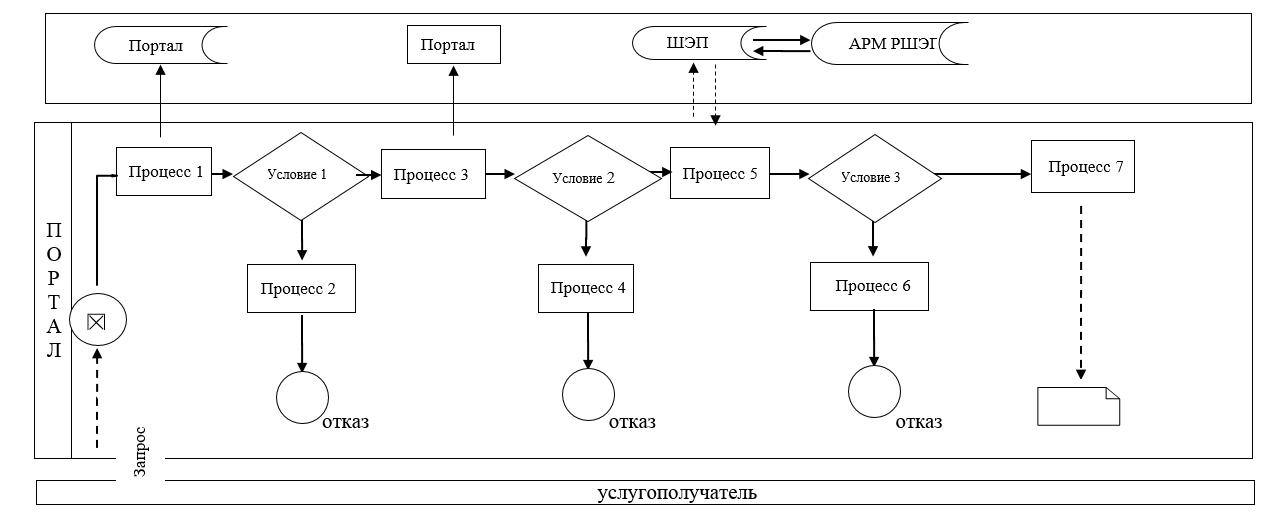 Портал
Портал
ШЭП
АРМ РШЭП
ПОРТАЛ
Процесс 1
Условие 1
Процесс 3
Условие 2
Процесс 5
Условие 3
Процесс 7
Процесс 2
Процесс 4
Процесс 6
отказ
отказ
отказ
Запрос
услугополучатель